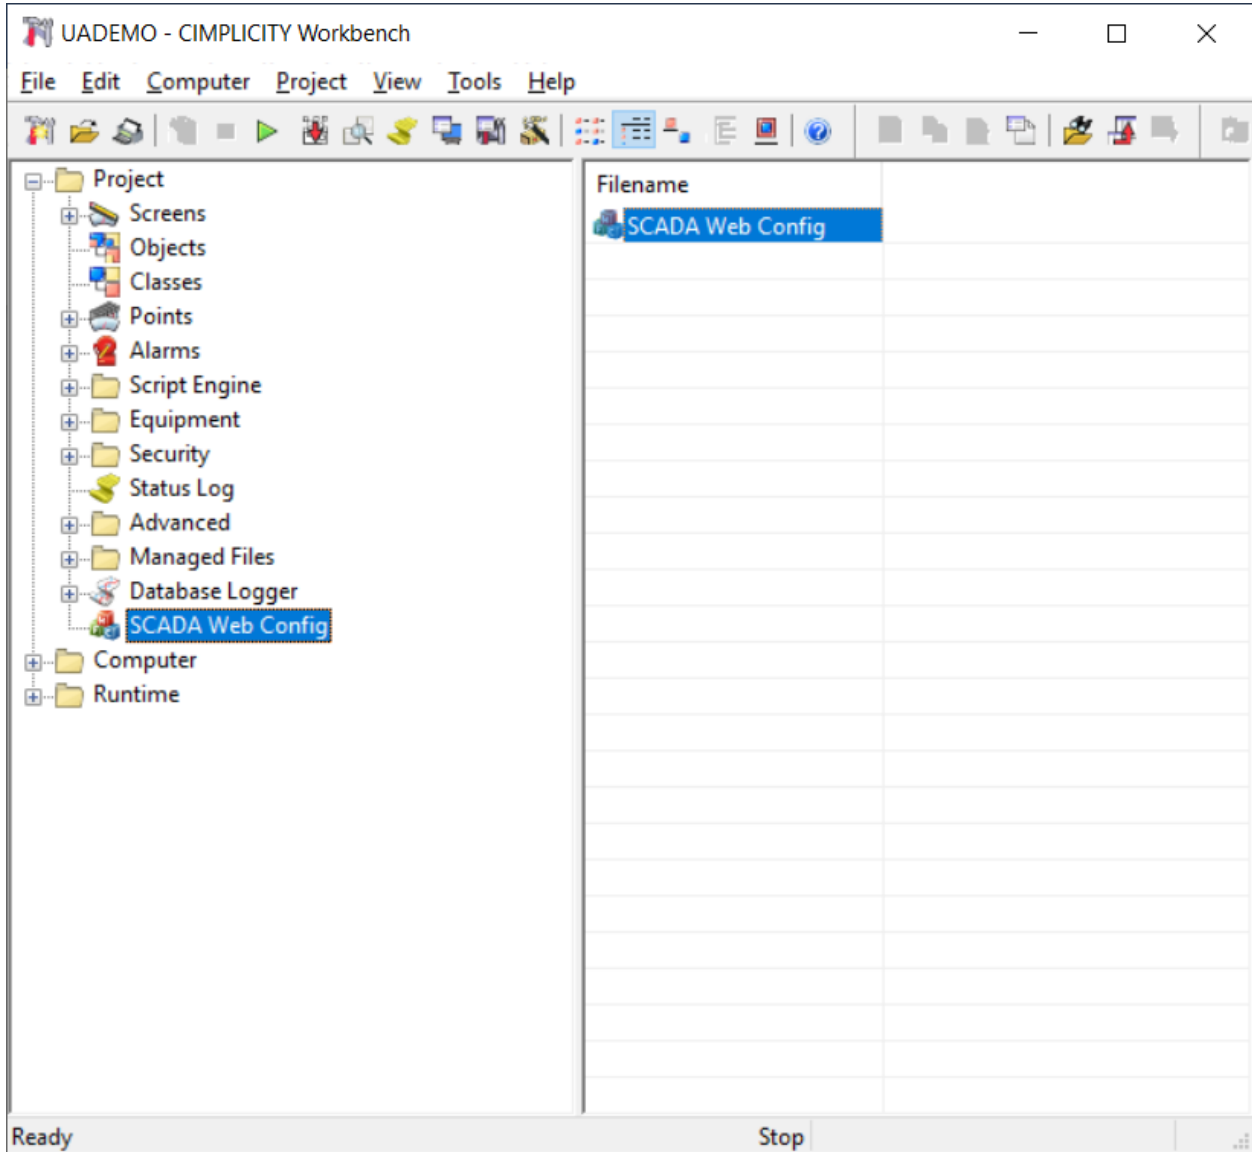 UADEMO - CIMPLICITY Workbench
File Edit Computer Project View Tools Help
Project
Screens
Objects
Classes
Points
Alarms
Script Engine
Equipment
Security
Status Log
Advanced
Managed Files
Database Logger
SCADA Web Config
Computer
Runtime
Filename
SCADA Web Config
Ready Stop